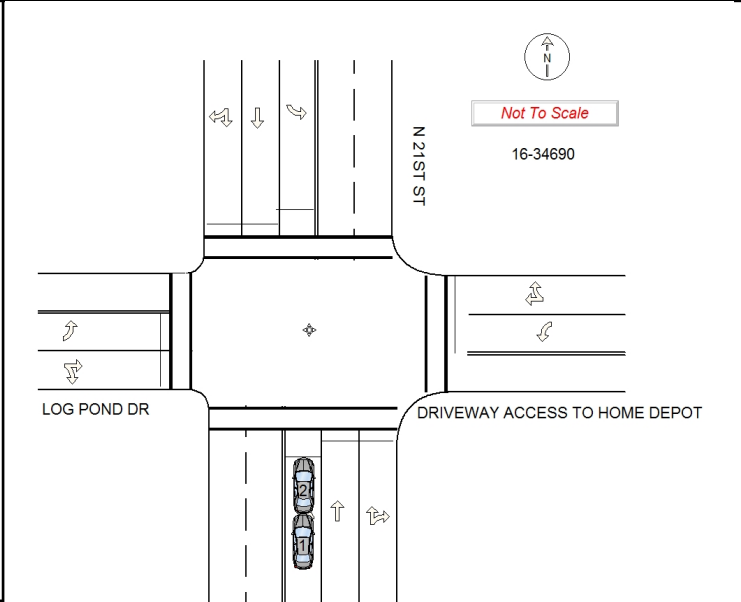 N
Not To Scale
16-34690
N 21ST ST
LOG POND DR
DRIVEWAY ACCESS TO HOME DEPOT
2
1